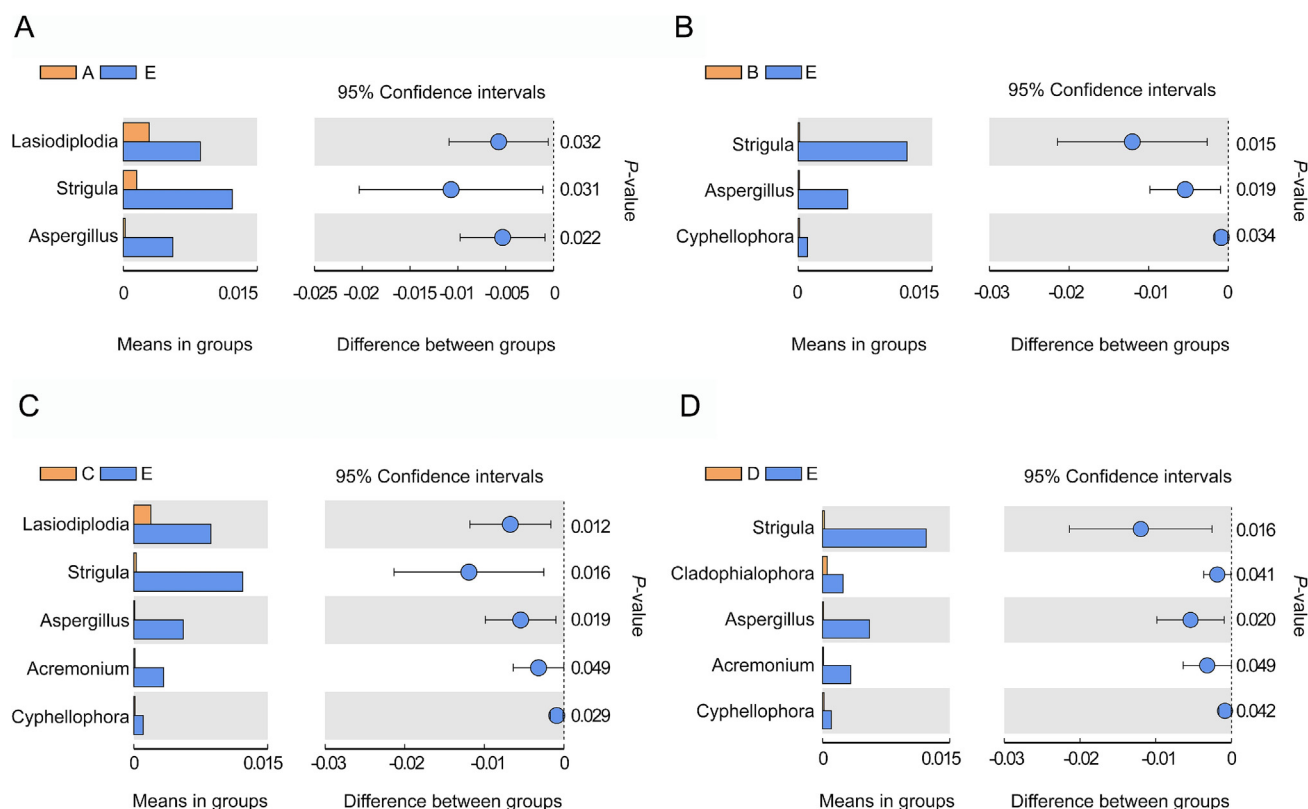 A
A E
95% Confidence intervals
Lasiodiplodia
0.032
Strigula
0.031
Aspergillus
0.022
P-value
0 0.015
-0.025 -0.02 -0.015 -0.01 -0.005 0
Means in groups
Difference between groups
B
B E
95% Confidence intervals
Strigula
0.015
Aspergillus
0.019
Cyphellophora
0.034
P-value
0 0.015
-0.03 -0.02 -0.01 0
Means in groups
Difference between groups
C
C E
95% Confidence intervals
Lasiodiplodia
0.012
Strigula
0.016
Aspergillus
0.019
Acremonium
0.049
Cyphellophora
0.029
P-value
0 0.015
-0.03 -0.02 -0.01 0
Means in groups
Difference between groups
D
D E
95% Confidence intervals
Strigula
0.016
Cladophialophora
0.041
Aspergillus
0.020
Acremonium
0.049
Cyphellophora
0.042
P-value
0 0.015
-0.03 -0.02 -0.01 0
Means in groups
Difference between groups